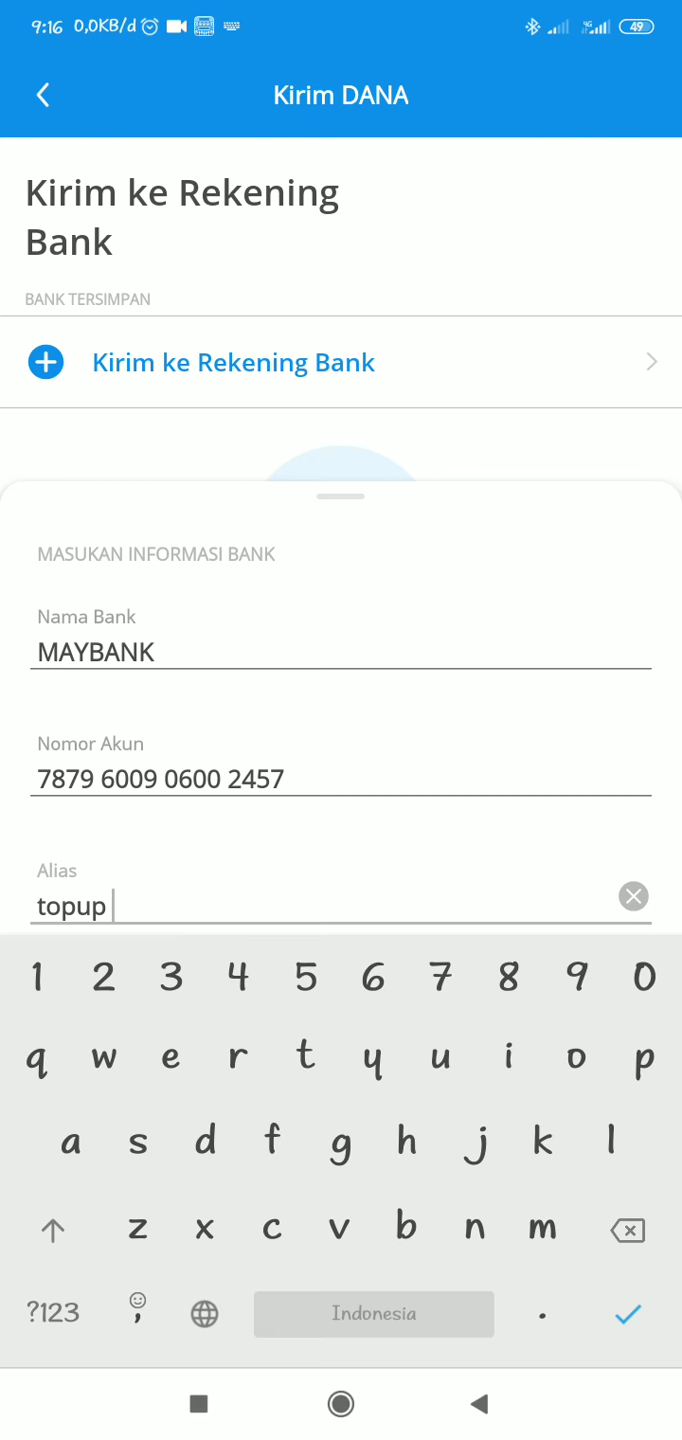 9:16 0,0KB/d
4G 49
Kirim DANA
Kirim ke Rekening
Bank
BANK TERSIMPAN
Kirim ke Rekening Bank
MASUKAN INFORMASI BANK
Nama Bank
MAYBANK
Nomor Akun
7879 6009 0600 2457
Alias
topup
1 2 3 4 5 6 7 8 9 0
q w e r t y u i o p
a s d f g h j k l
z x c v b n m
?123 , Indonesia .